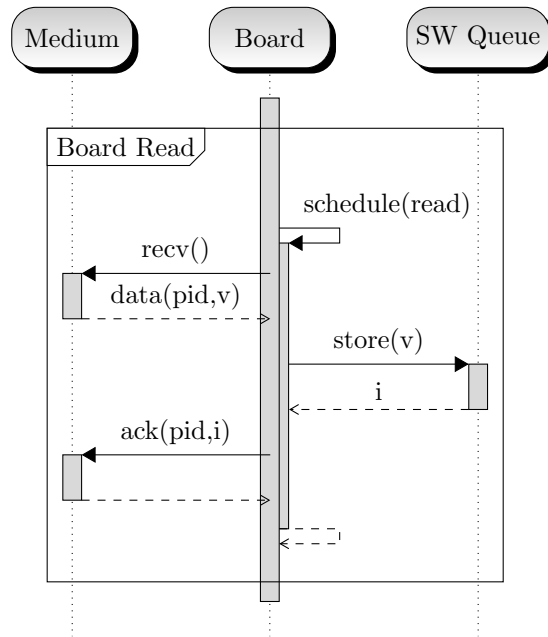 Medium
Board
SW Queue
Board Read
schedule(read)
recv()
data(pid,v)
store(v)
i
ack(pid,i)